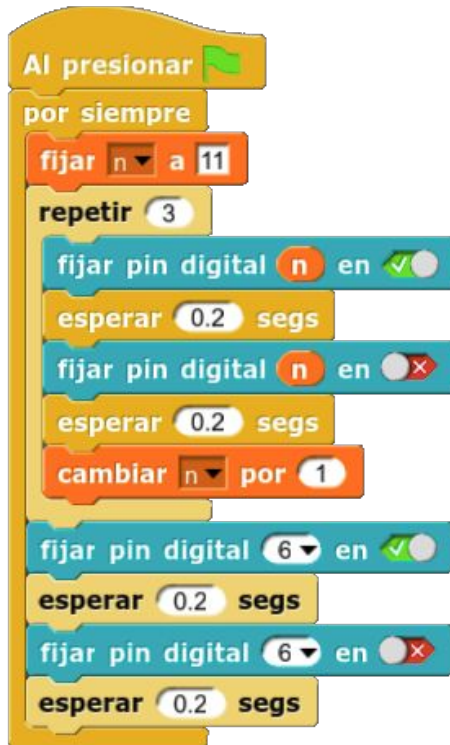 Al presionar
por siempre
fijar n a 11
repetir 3
fijar pin digital n en
esperar 0.2 segs
fijar pin digital n en
esperar 0.2 segs
cambiar n por 1
fijar pin digital 6 en
esperar 0.2 segs
fijar pin digital 6 en
esperar 0.2 segs